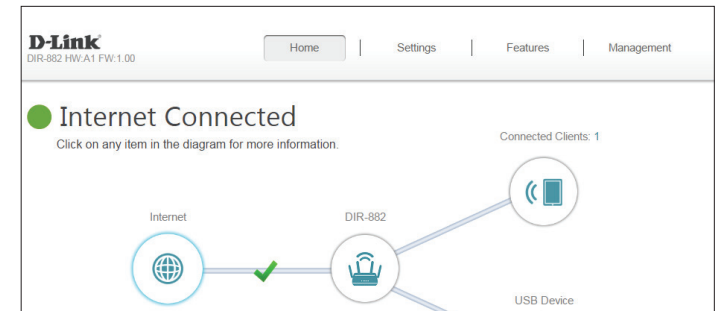 D-Link
DIR-882 HW:A1 FW:1.00
Home
Settings
Features
Management
Internet Connected
Click on any item in the diagram for more information.
Connected Clients: 1
Internet
DIR-882
USB Device